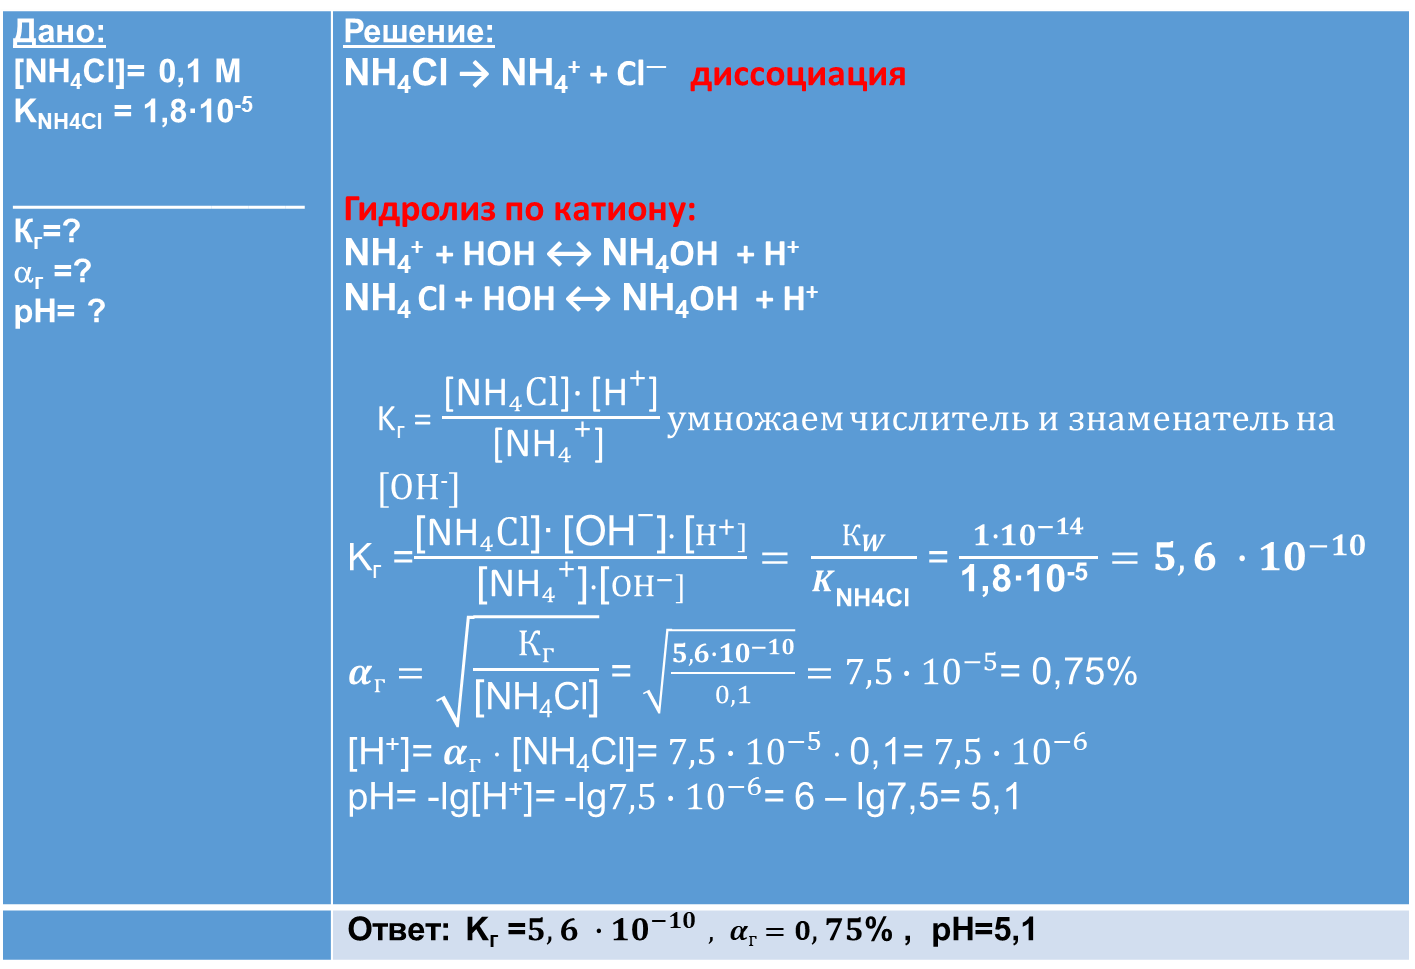 Дано:
[NH₄Cl]= 0,1 М
K_NH4Cl = 1,8·10⁻⁵
Kг=?
αг =?
pH= ?
Решение:
NH₄Cl → NH₄⁺ + Cl⁻ диссоциация
Гидролиз по катиону:
NH₄⁺ + HOH ↔ NH₄OH + H⁺
NH₄ Cl + HOH ↔ NH₄OH + H⁺
Kг = [NH₄Cl]· [H⁺] / [NH₄⁺] умножаем числитель и знаменатель на
[OH⁻]
Kг = [NH₄Cl]· [OH⁻]· [H⁺] / [NH₄⁺]·[OH⁻] = K_W / K_NH4Cl = 1·10⁻¹⁴ / 1,8·10⁻⁵ = 5,6 · 10⁻¹⁰
αг = √(Kг / [NH₄Cl]) = √(5,6·10⁻¹⁰ / 0,1) = 7,5 · 10⁻⁵= 0,75%
[H⁺]= αг · [NH₄Cl]= 7,5 · 10⁻⁵ · 0,1= 7,5 · 10⁻⁶
pH= -lg[H⁺]= -lg7,5 · 10⁻⁶= 6 – lg7,5= 5,1
Ответ: Kг =5,6 · 10⁻¹⁰ , αг = 0,75% , pH=5,1